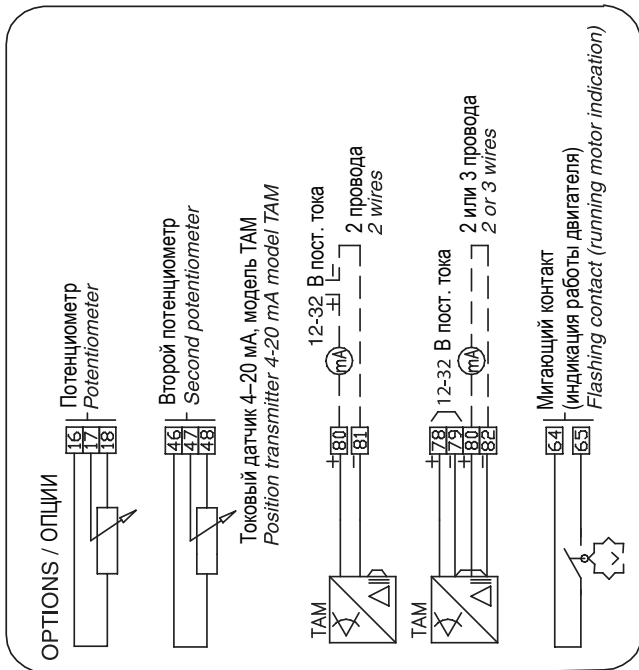 OPTIONS / ОПЦИИ
16
17
18
Потенциометр
Potentiometer
46
47
48
Второй потенциометр
Second potentiometer
Токовый датчик 4–20 мА, модель ТАМ
Position transmitter 4-20 mA model TAM
TAM
+ 80
- 81
mA
12-32 В пост. тока
+ -
2 провода
2 wires
TAM
+ 78
- 79
+ 80
- 82
12-32 В пост. тока
mA
2 или 3 провода
2 or 3 wires
64
65
Мигающий контакт
(индикация работы двигателя)
Flashing contact (running motor indication)